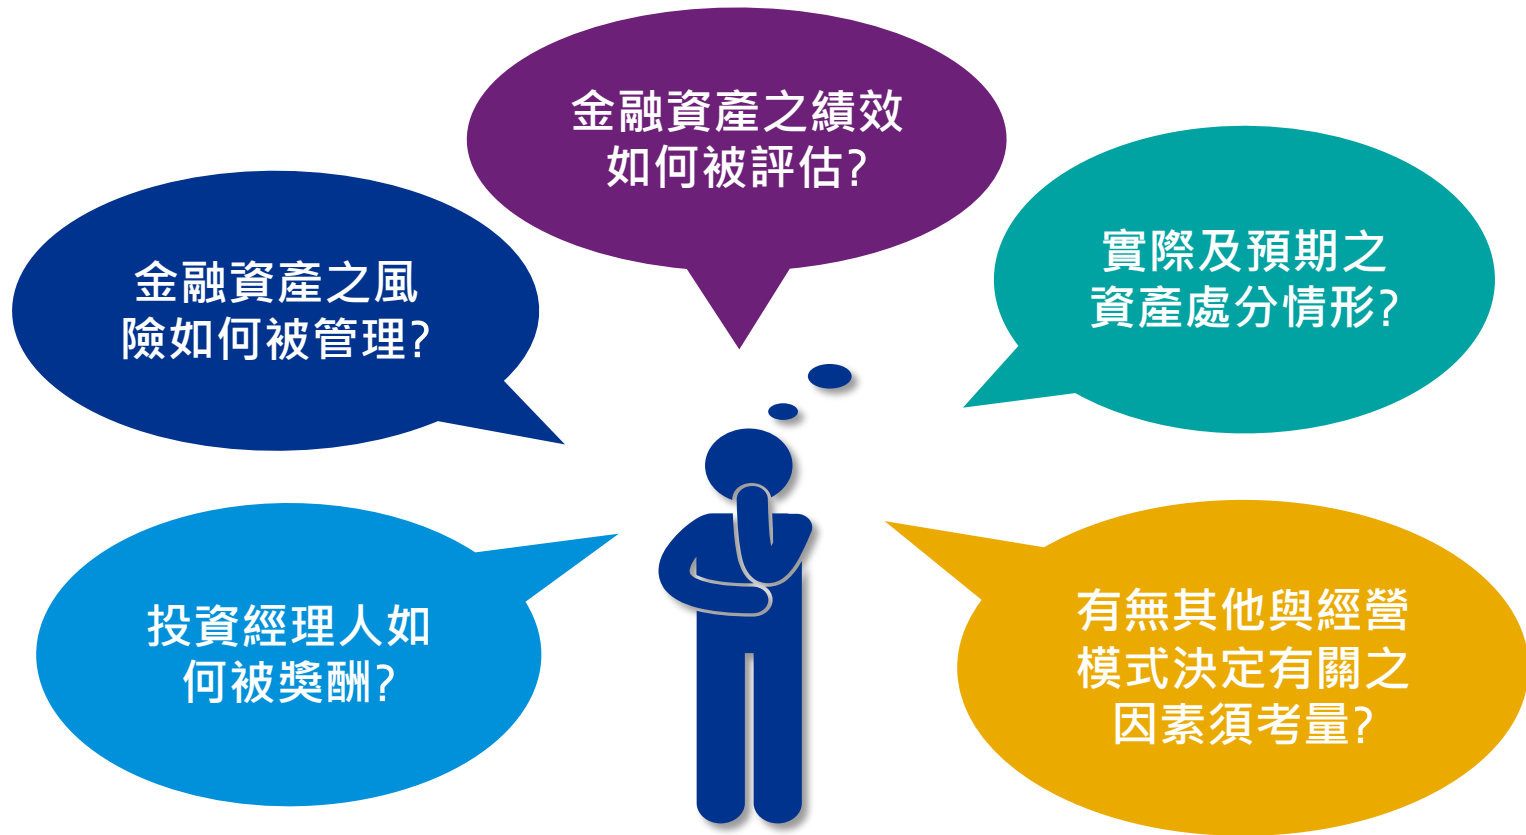 金融資產之績效
如何被評估?
金融資產之風
險如何被管理?
實際及預期之
資產處分情形?
投資經理人如
何被獎酬?
有無其他與經營
模式決定有關之
因素須考量?